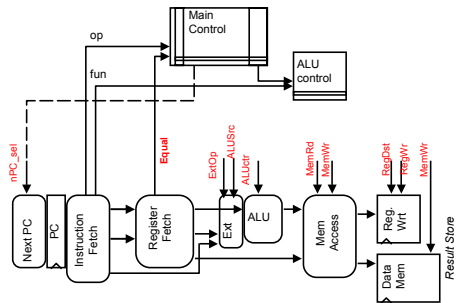 Main
Control
op
fun
ALU
control
nPC_sel
Equal
ExtOp
ALUSrc
ALUctr
MemRd
MemWr
RegDst
RegWr
MemWr
Next PC
PC
Instruction
Fetch
Register
Fetch
Ext
ALU
Mem
Access
Reg.
Wrt
Data
Mem
Result Store